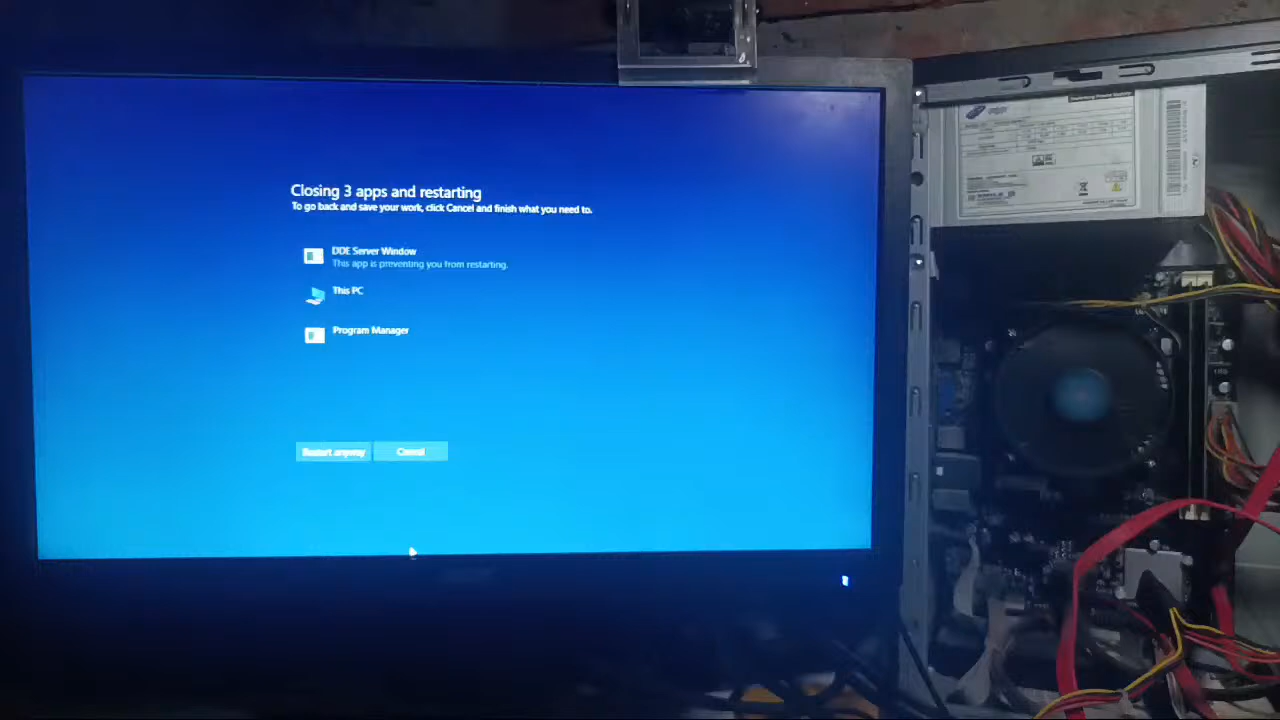 Closing 3 apps and restarting
To go back and save your work, click Cancel and finish what you need to.
DDE Server Window
This app is preventing you from restarting.
This PC
Program Manager
Restart anyway
Cancel